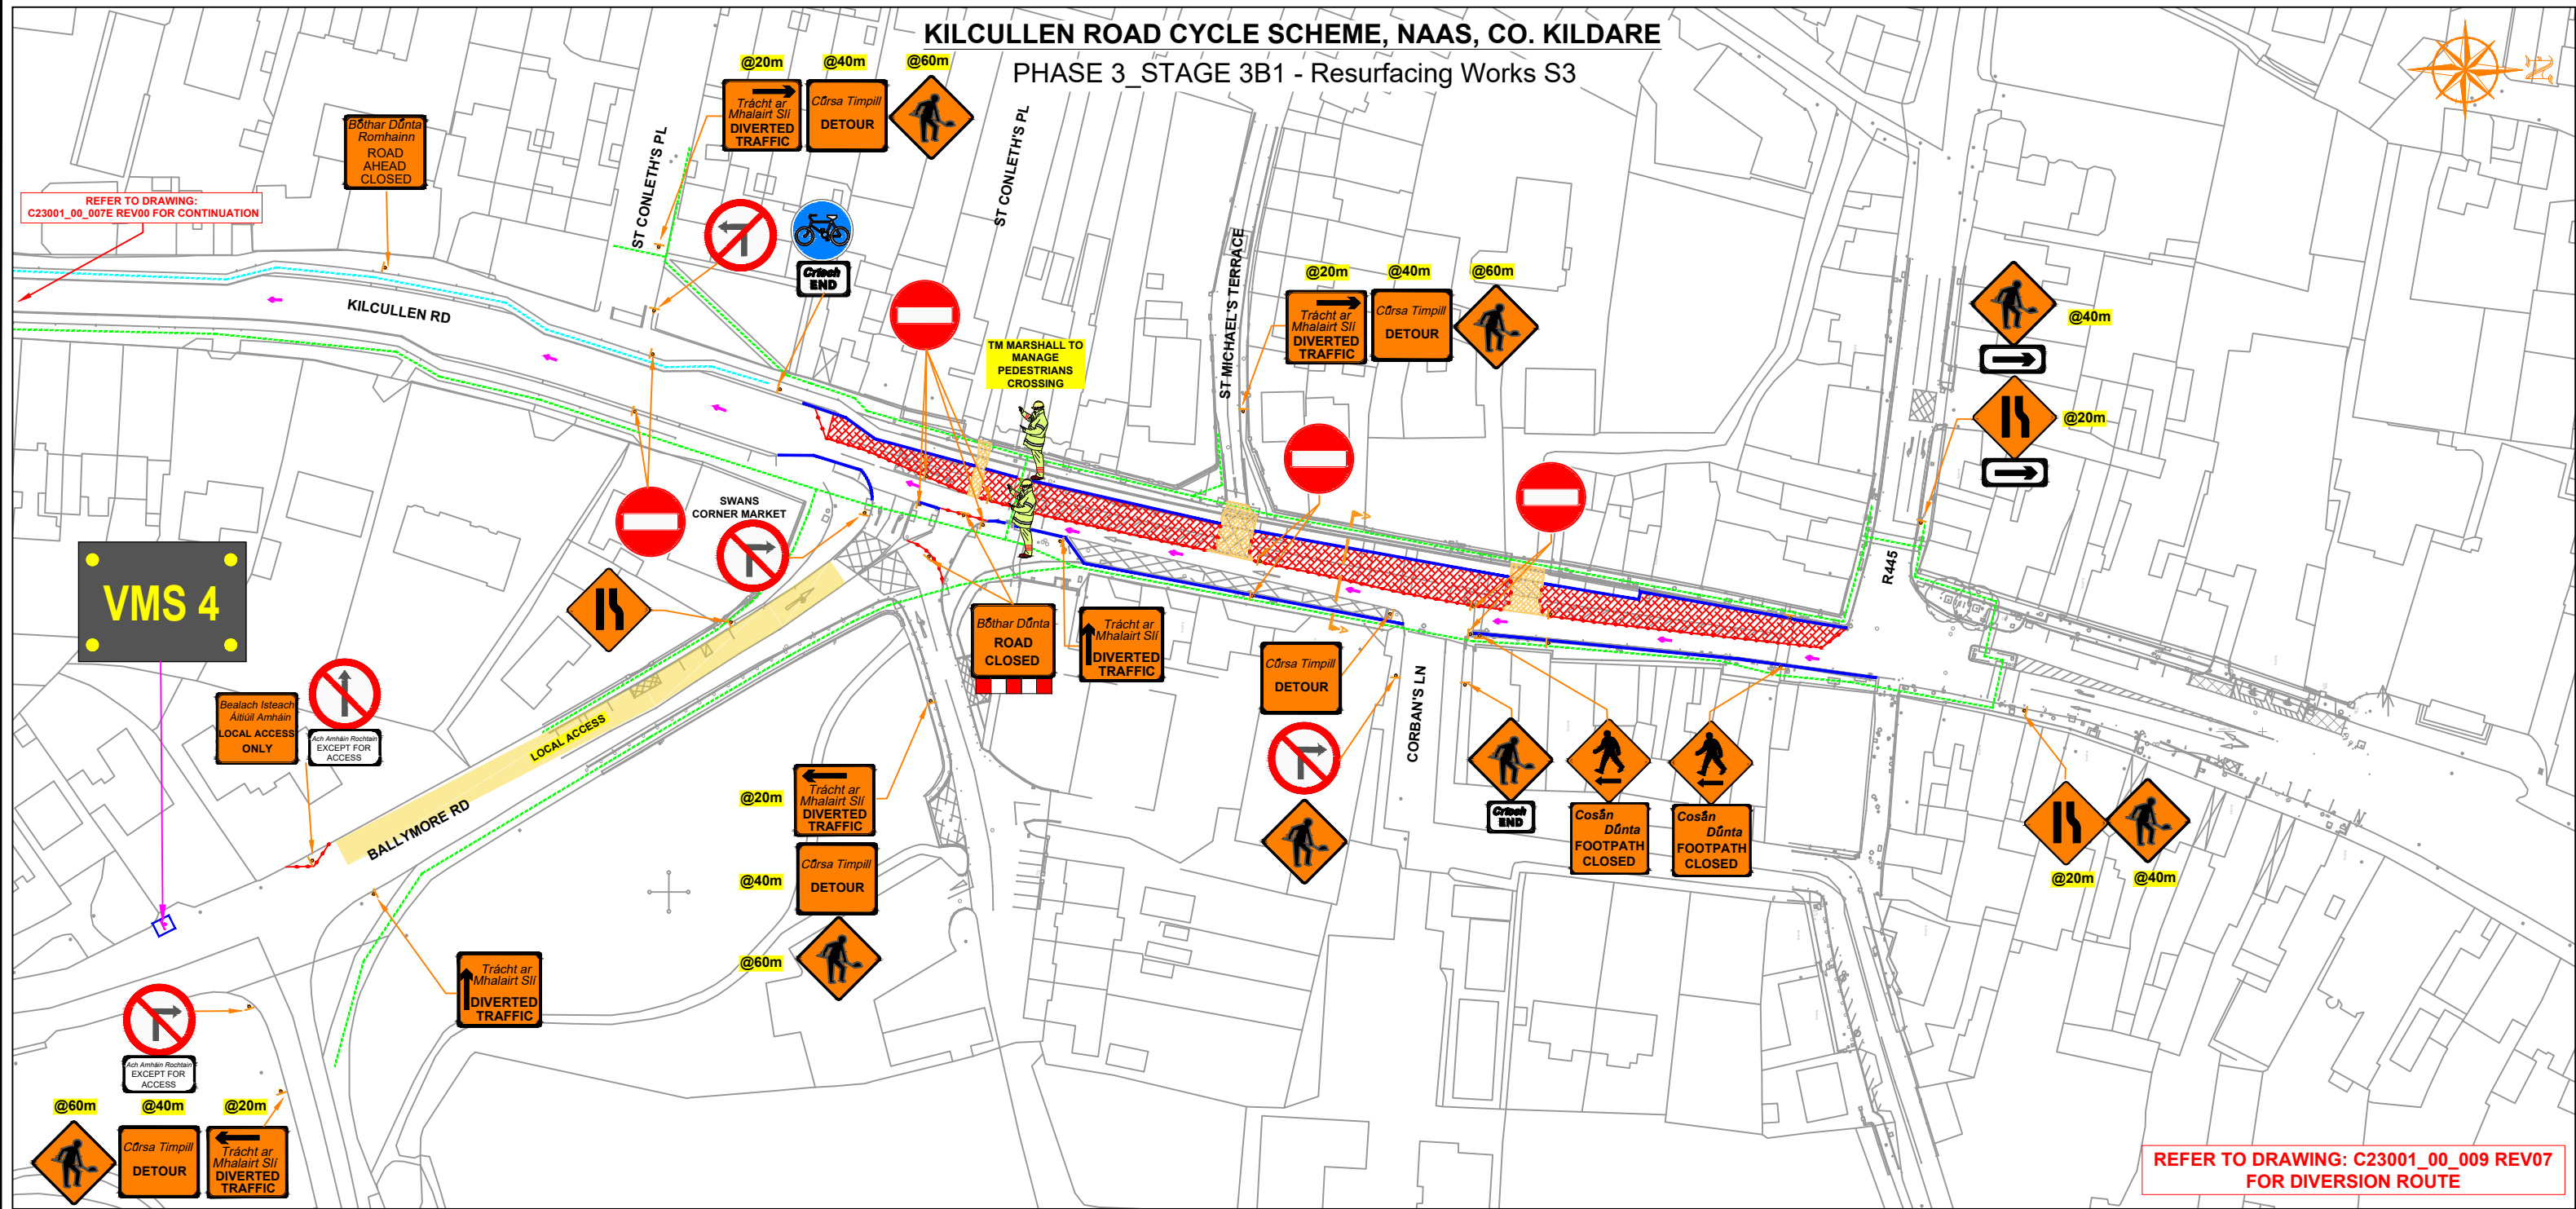 KILCULLEN ROAD CYCLE SCHEME, NAAS, CO. KILDARE
PHASE 3_STAGE 3B1 - Resurfacing Works S3
@20m
@40m
@60m
Trácht ar
Mhalairt Slí
DIVERTED
TRAFFIC
Cúrsa Timpill
DETOUR
Bóthar Dúnta
Romhainn
ROAD
AHEAD
CLOSED
REFER TO DRAWING:
C23001_00_007E REV00 FOR CONTINUATION
ST CONLETH'S PL
ST CONLETH'S PL
Críoch
END
KILCULLEN RD
TM MARSHALL TO
MANAGE
PEDESTRIANS
CROSSING
ST MICHAEL'S TERRACE
@20m
@40m
@60m
Trácht ar
Mhalairt Slí
DIVERTED
TRAFFIC
Cúrsa Timpill
DETOUR
@40m
@20m
R445
SWANS
CORNER MARKET
VMS 4
Bealach Isteach
Áitiúil Amháin
LOCAL ACCESS
ONLY
Ach Amháin Rochtain
EXCEPT FOR
ACCESS
LOCAL ACCESS
BALLYMORE RD
Bóthar Dúnta
ROAD
CLOSED
Trácht ar
Mhalairt Slí
DIVERTED
TRAFFIC
Cúrsa Timpill
DETOUR
CORBAN'S LN
Críoch
END
Cosán
Dúnta
FOOTPATH
CLOSED
Cosán
Dúnta
FOOTPATH
CLOSED
@20m
@40m
@20m
Trácht ar
Mhalairt Slí
DIVERTED
TRAFFIC
@40m
Cúrsa Timpill
DETOUR
@60m
Trácht ar
Mhalairt Slí
DIVERTED
TRAFFIC
Ach Amháin Rochtain
EXCEPT FOR
ACCESS
@60m
@40m
@20m
Cúrsa Timpill
DETOUR
Trácht ar
Mhalairt Slí
DIVERTED
TRAFFIC
REFER TO DRAWING: C23001_00_009 REV07
FOR DIVERSION ROUTE
N